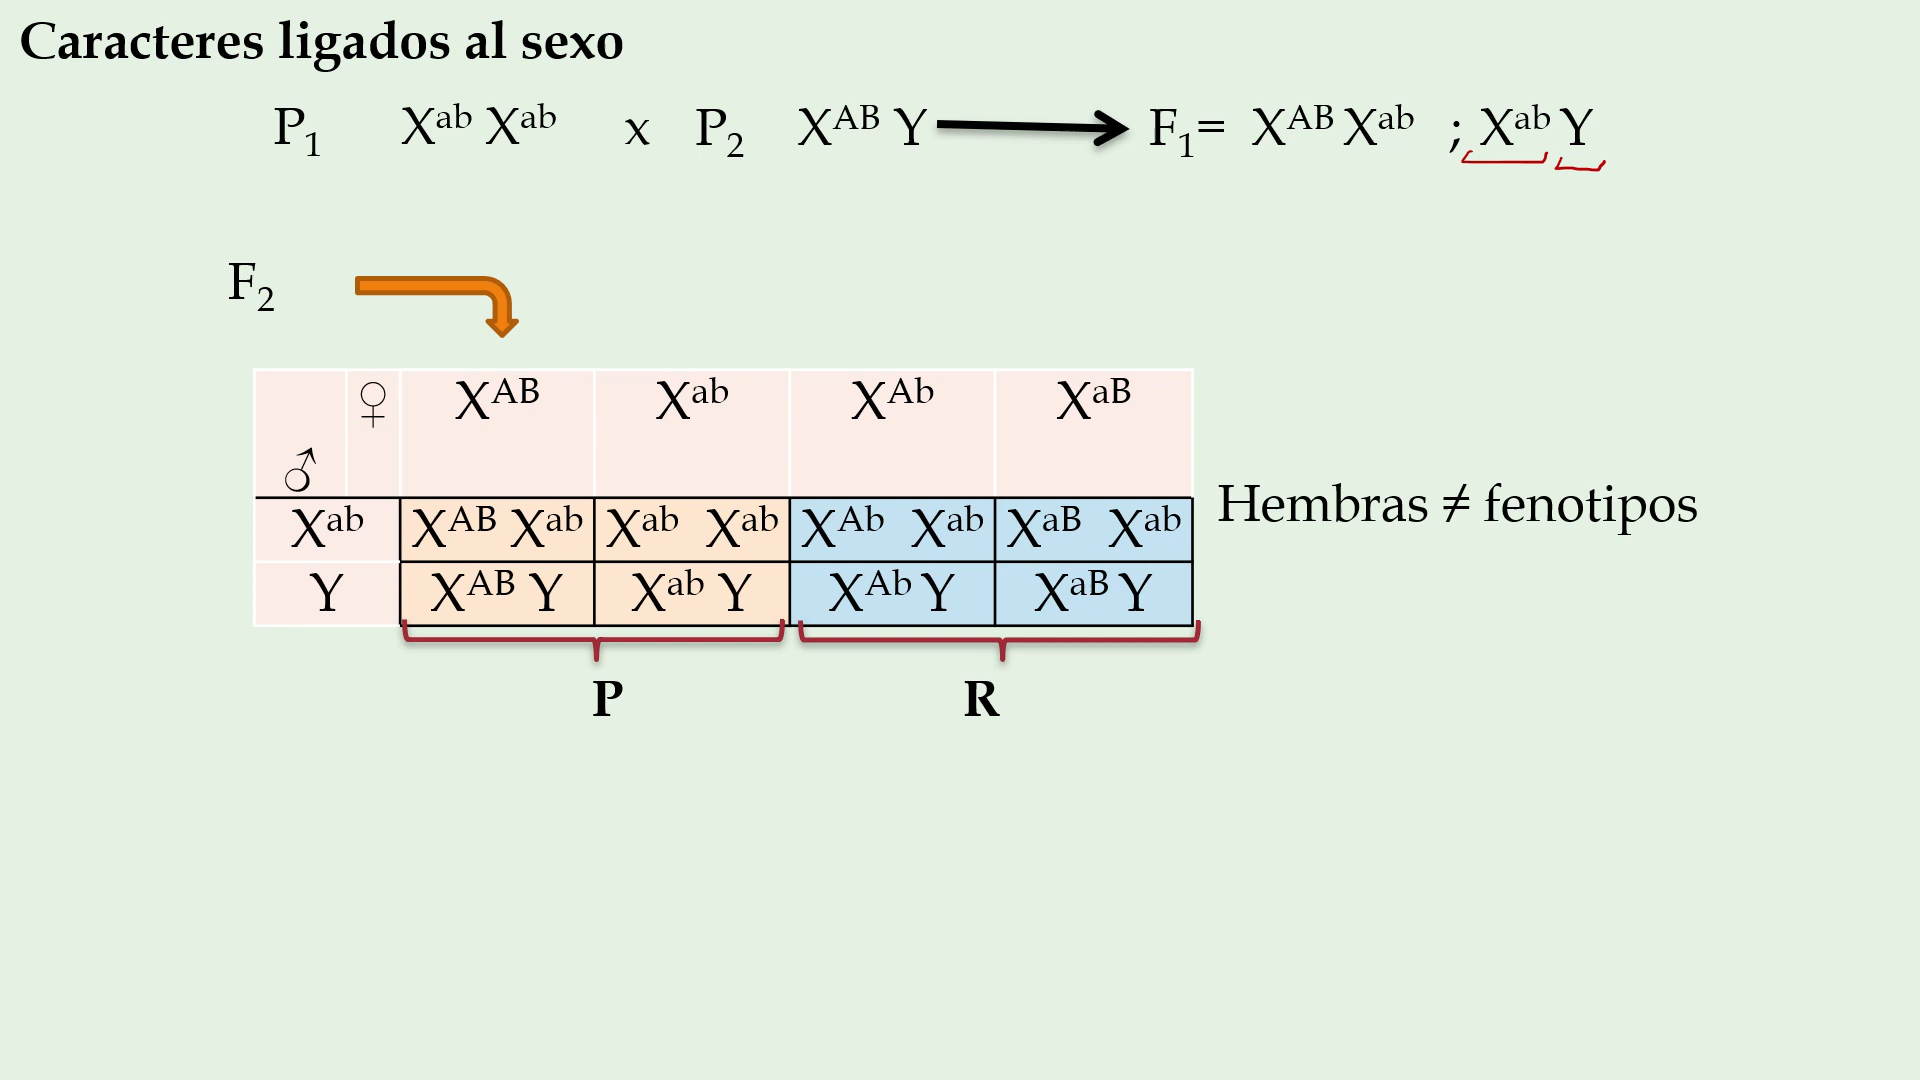 Caracteres ligados al sexo
P₁ Xᵃᵇ Xᵃᵇ x P₂ Xᴬᴮ Y F₁= Xᴬᴮ Xᵃᵇ ; Xᵃᵇ Y
F₂
♀ Xᴬᴮ Xᵃᵇ Xᴬᵇ Xᵃᴮ
♂
Xᵃᵇ Xᴬᴮ Xᵃᵇ Xᵃᵇ Xᵃᵇ Xᴬᵇ Xᵃᵇ Xᵃᴮ Xᵃᵇ
Hembras ≠ fenotipos
Y Xᴬᴮ Y Xᵃᵇ Y Xᴬᵇ Y Xᵃᴮ Y
P R